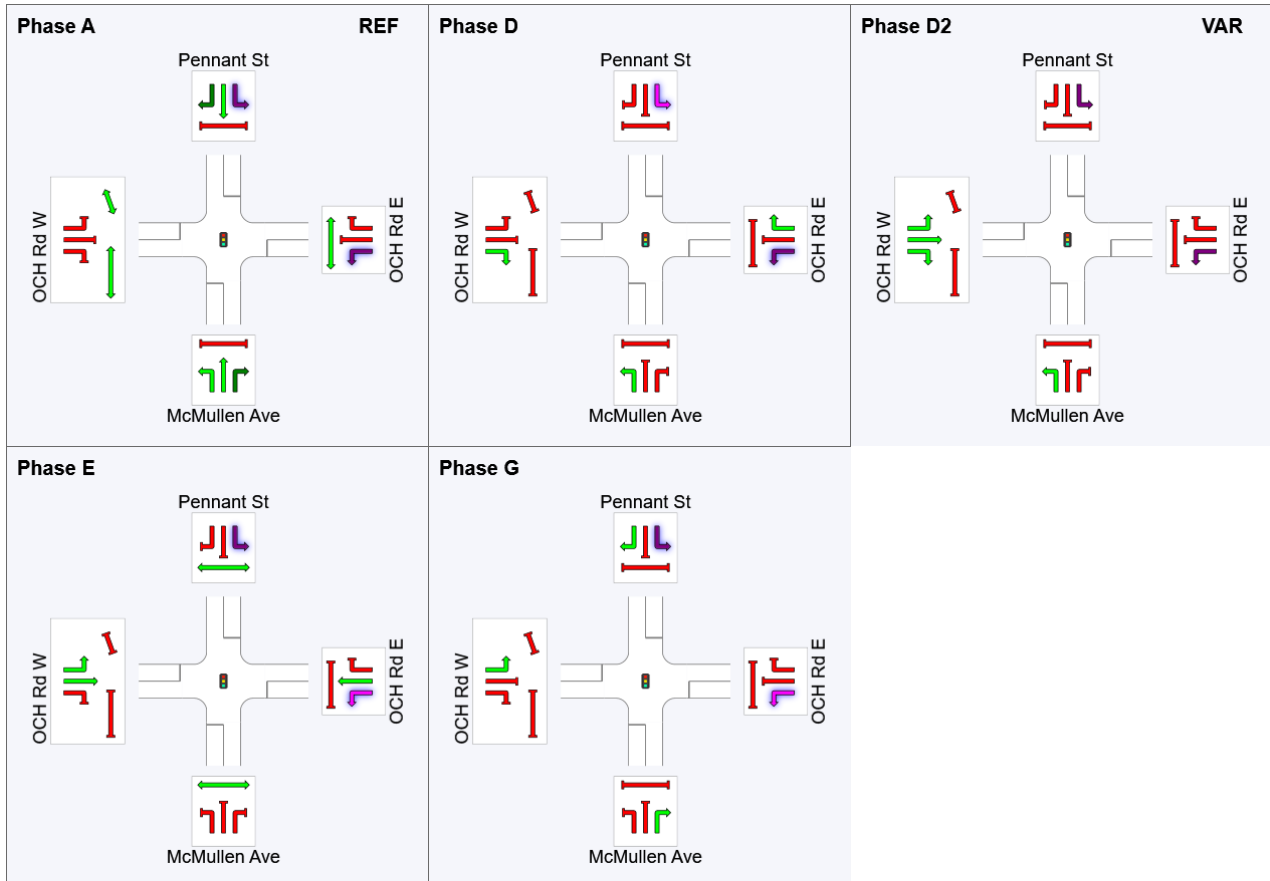 Phase A REF
Pennant St
OCH Rd W
OCH Rd E
McMullen Ave
Phase D
Pennant St
OCH Rd W
OCH Rd E
McMullen Ave
Phase D2 VAR
Pennant St
OCH Rd W
OCH Rd E
McMullen Ave
Phase E
Pennant St
OCH Rd W
OCH Rd E
McMullen Ave
Phase G
Pennant St
OCH Rd W
OCH Rd E
McMullen Ave